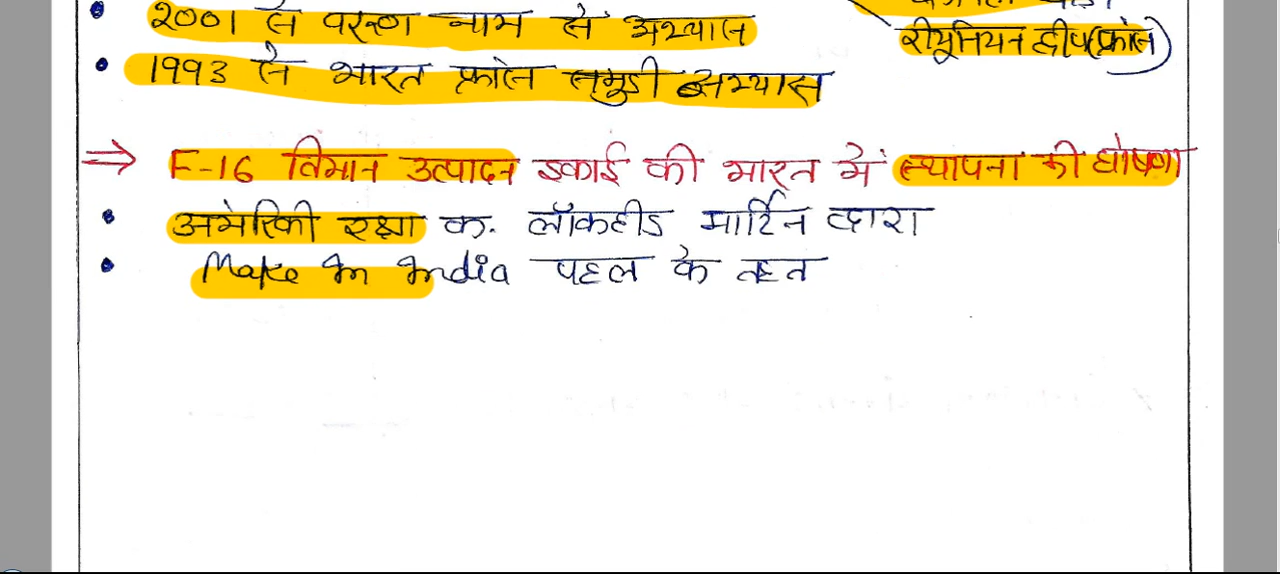 • 2001 से वरुण नाम से अभ्यास
रीयूनियन द्वीप(फ्रांस)
• 1993 से भारत फ्रांस समुद्री अभ्यास
⇒ F-16 विमान उत्पादन इकाई की भारत में स्थापना की घोषणा
• अमेरिकी रक्षा क. लॉकहीड मार्टिन द्वारा
• Make In India पहल के तहत